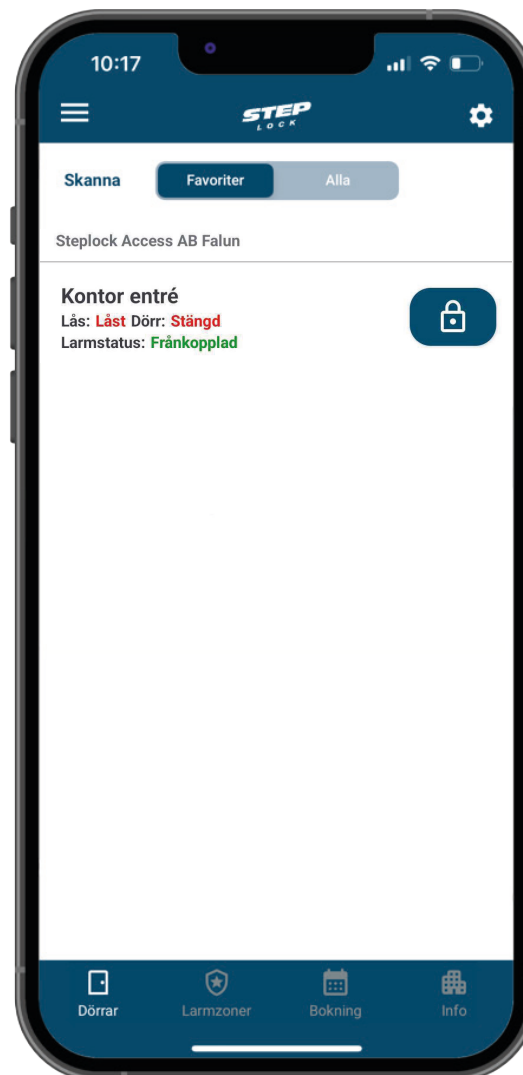 10:17
STEP
LOCK
Skanna Favoriter Alla
Steplock Access AB Falun
Kontor entré
Lås: Låst Dörr: Stängd
Larmstatus: Frånkopplad
Dörrar Larmzoner Bokning Info